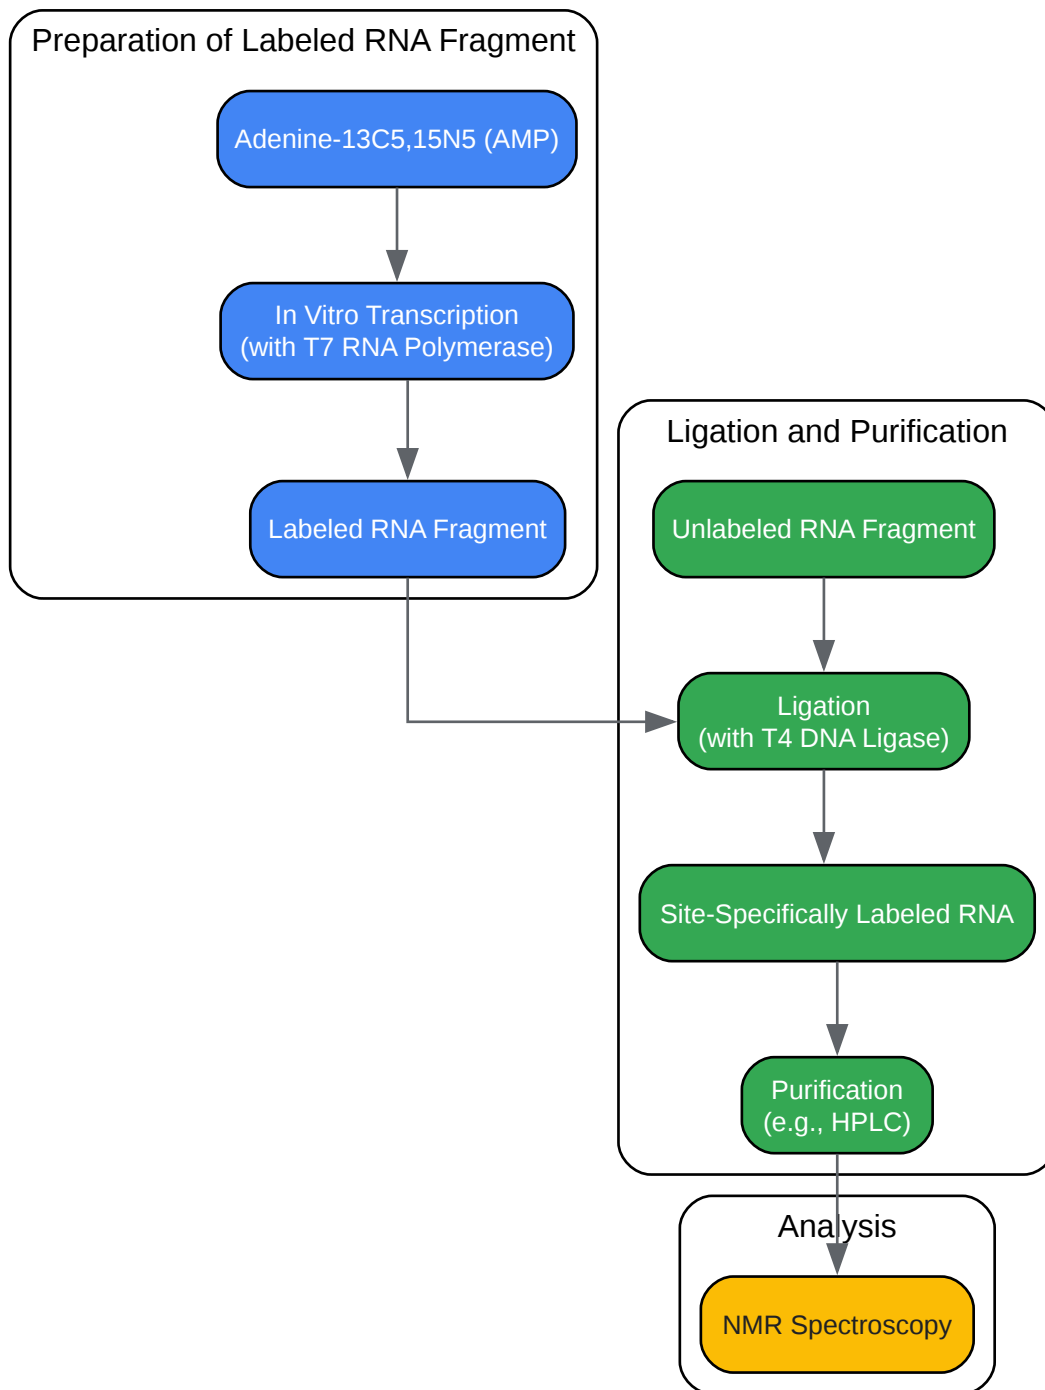 Preparation of Labeled RNA Fragment
Adenine-13C5,15N5 (AMP)
In Vitro Transcription
(with T7 RNA Polymerase)
Labeled RNA Fragment
Ligation and Purification
Unlabeled RNA Fragment
Ligation
(with T4 DNA Ligase)
Site-Specifically Labeled RNA
Purification
(e.g., HPLC)
Analysis
NMR Spectroscopy